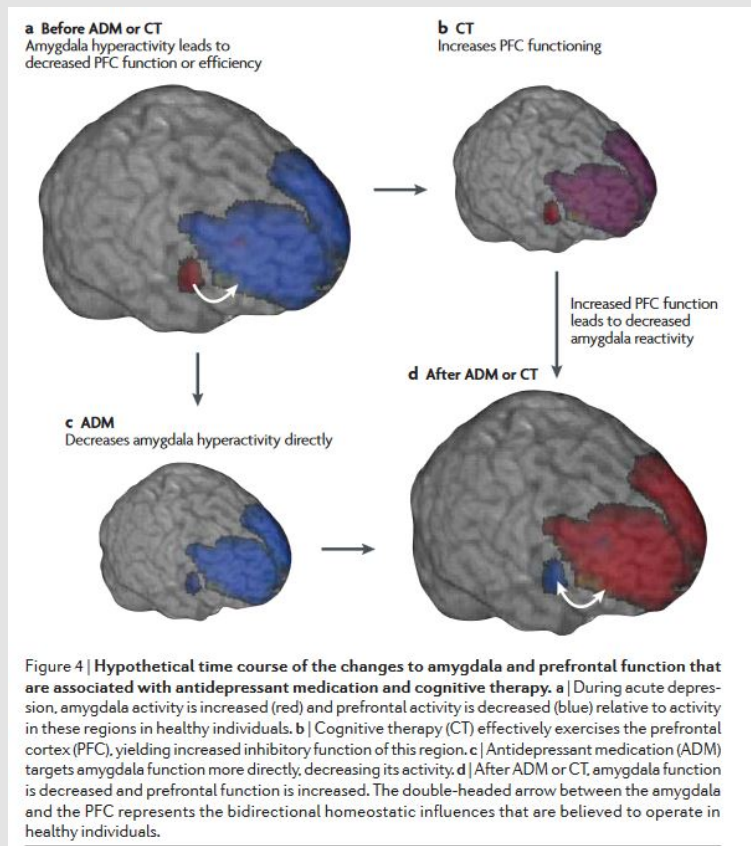 a Before ADM or CT
Amygdala hyperactivity leads to
decreased PFC function or efficiency
b CT
Increases PFC functioning
Increased PFC function
leads to decreased
amygdala reactivity
c ADM
Decreases amygdala hyperactivity directly
d After ADM or CT
Figure 4 | Hypothetical time course of the changes to amygdala and prefrontal function that
are associated with antidepressant medication and cognitive therapy. a | During acute depres-
sion, amygdala activity is increased (red) and prefrontal activity is decreased (blue) relative to activity
in these regions in healthy individuals. b | Cognitive therapy (CT) effectively exercises the prefrontal
cortex (PFC), yielding increased inhibitory function of this region. c | Antidepressant medication (ADM)
targets amygdala function more directly, decreasing its activity. d | After ADM or CT, amygdala function
is decreased and prefrontal function is increased. The double-headed arrow between the amygdala
and the PFC represents the bidirectional homeostatic influences that are believed to operate in
healthy individuals.